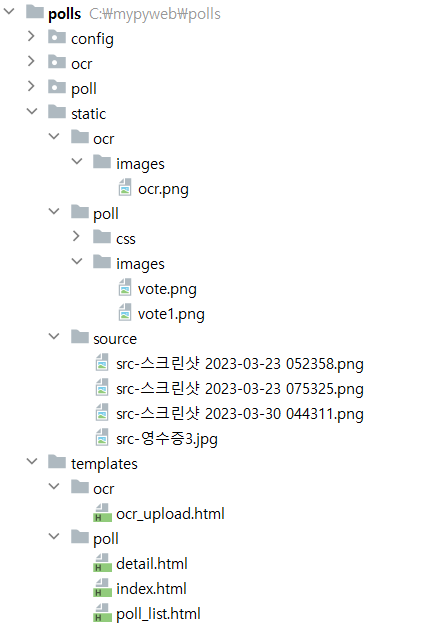 polls C:₩mypyweb₩polls
config
ocr
poll
static
ocr
images
ocr.png
poll
css
images
vote.png
vote1.png
source
src-스크린샷 2023-03-23 052358.png
src-스크린샷 2023-03-23 075325.png
src-스크린샷 2023-03-30 044311.png
src-영수증3.jpg
templates
ocr
H ocr_upload.html
poll
H detail.html
H index.html
H poll_list.html